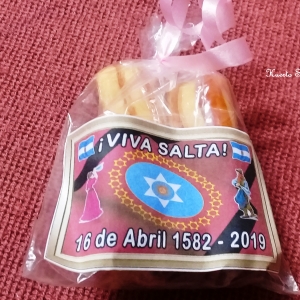 ¡VIVA SALTA!
16 de Abril 1582 - 2019